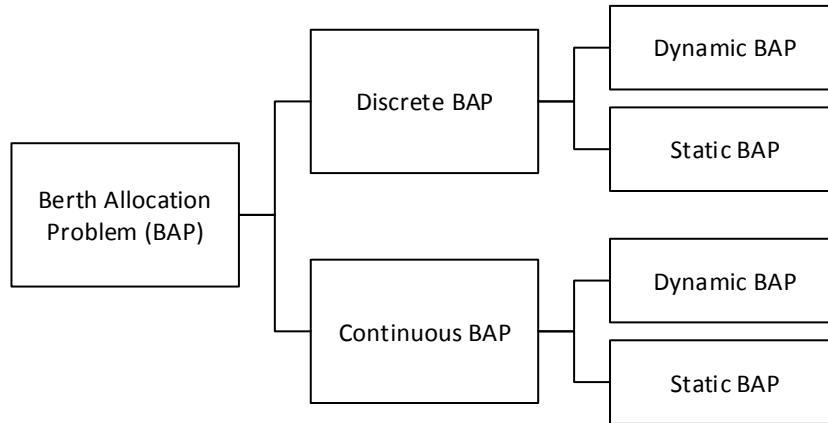 Berth Allocation
Problem (BAP)
Discrete BAP
Dynamic BAP
Static BAP
Continuous BAP
Dynamic BAP
Static BAP